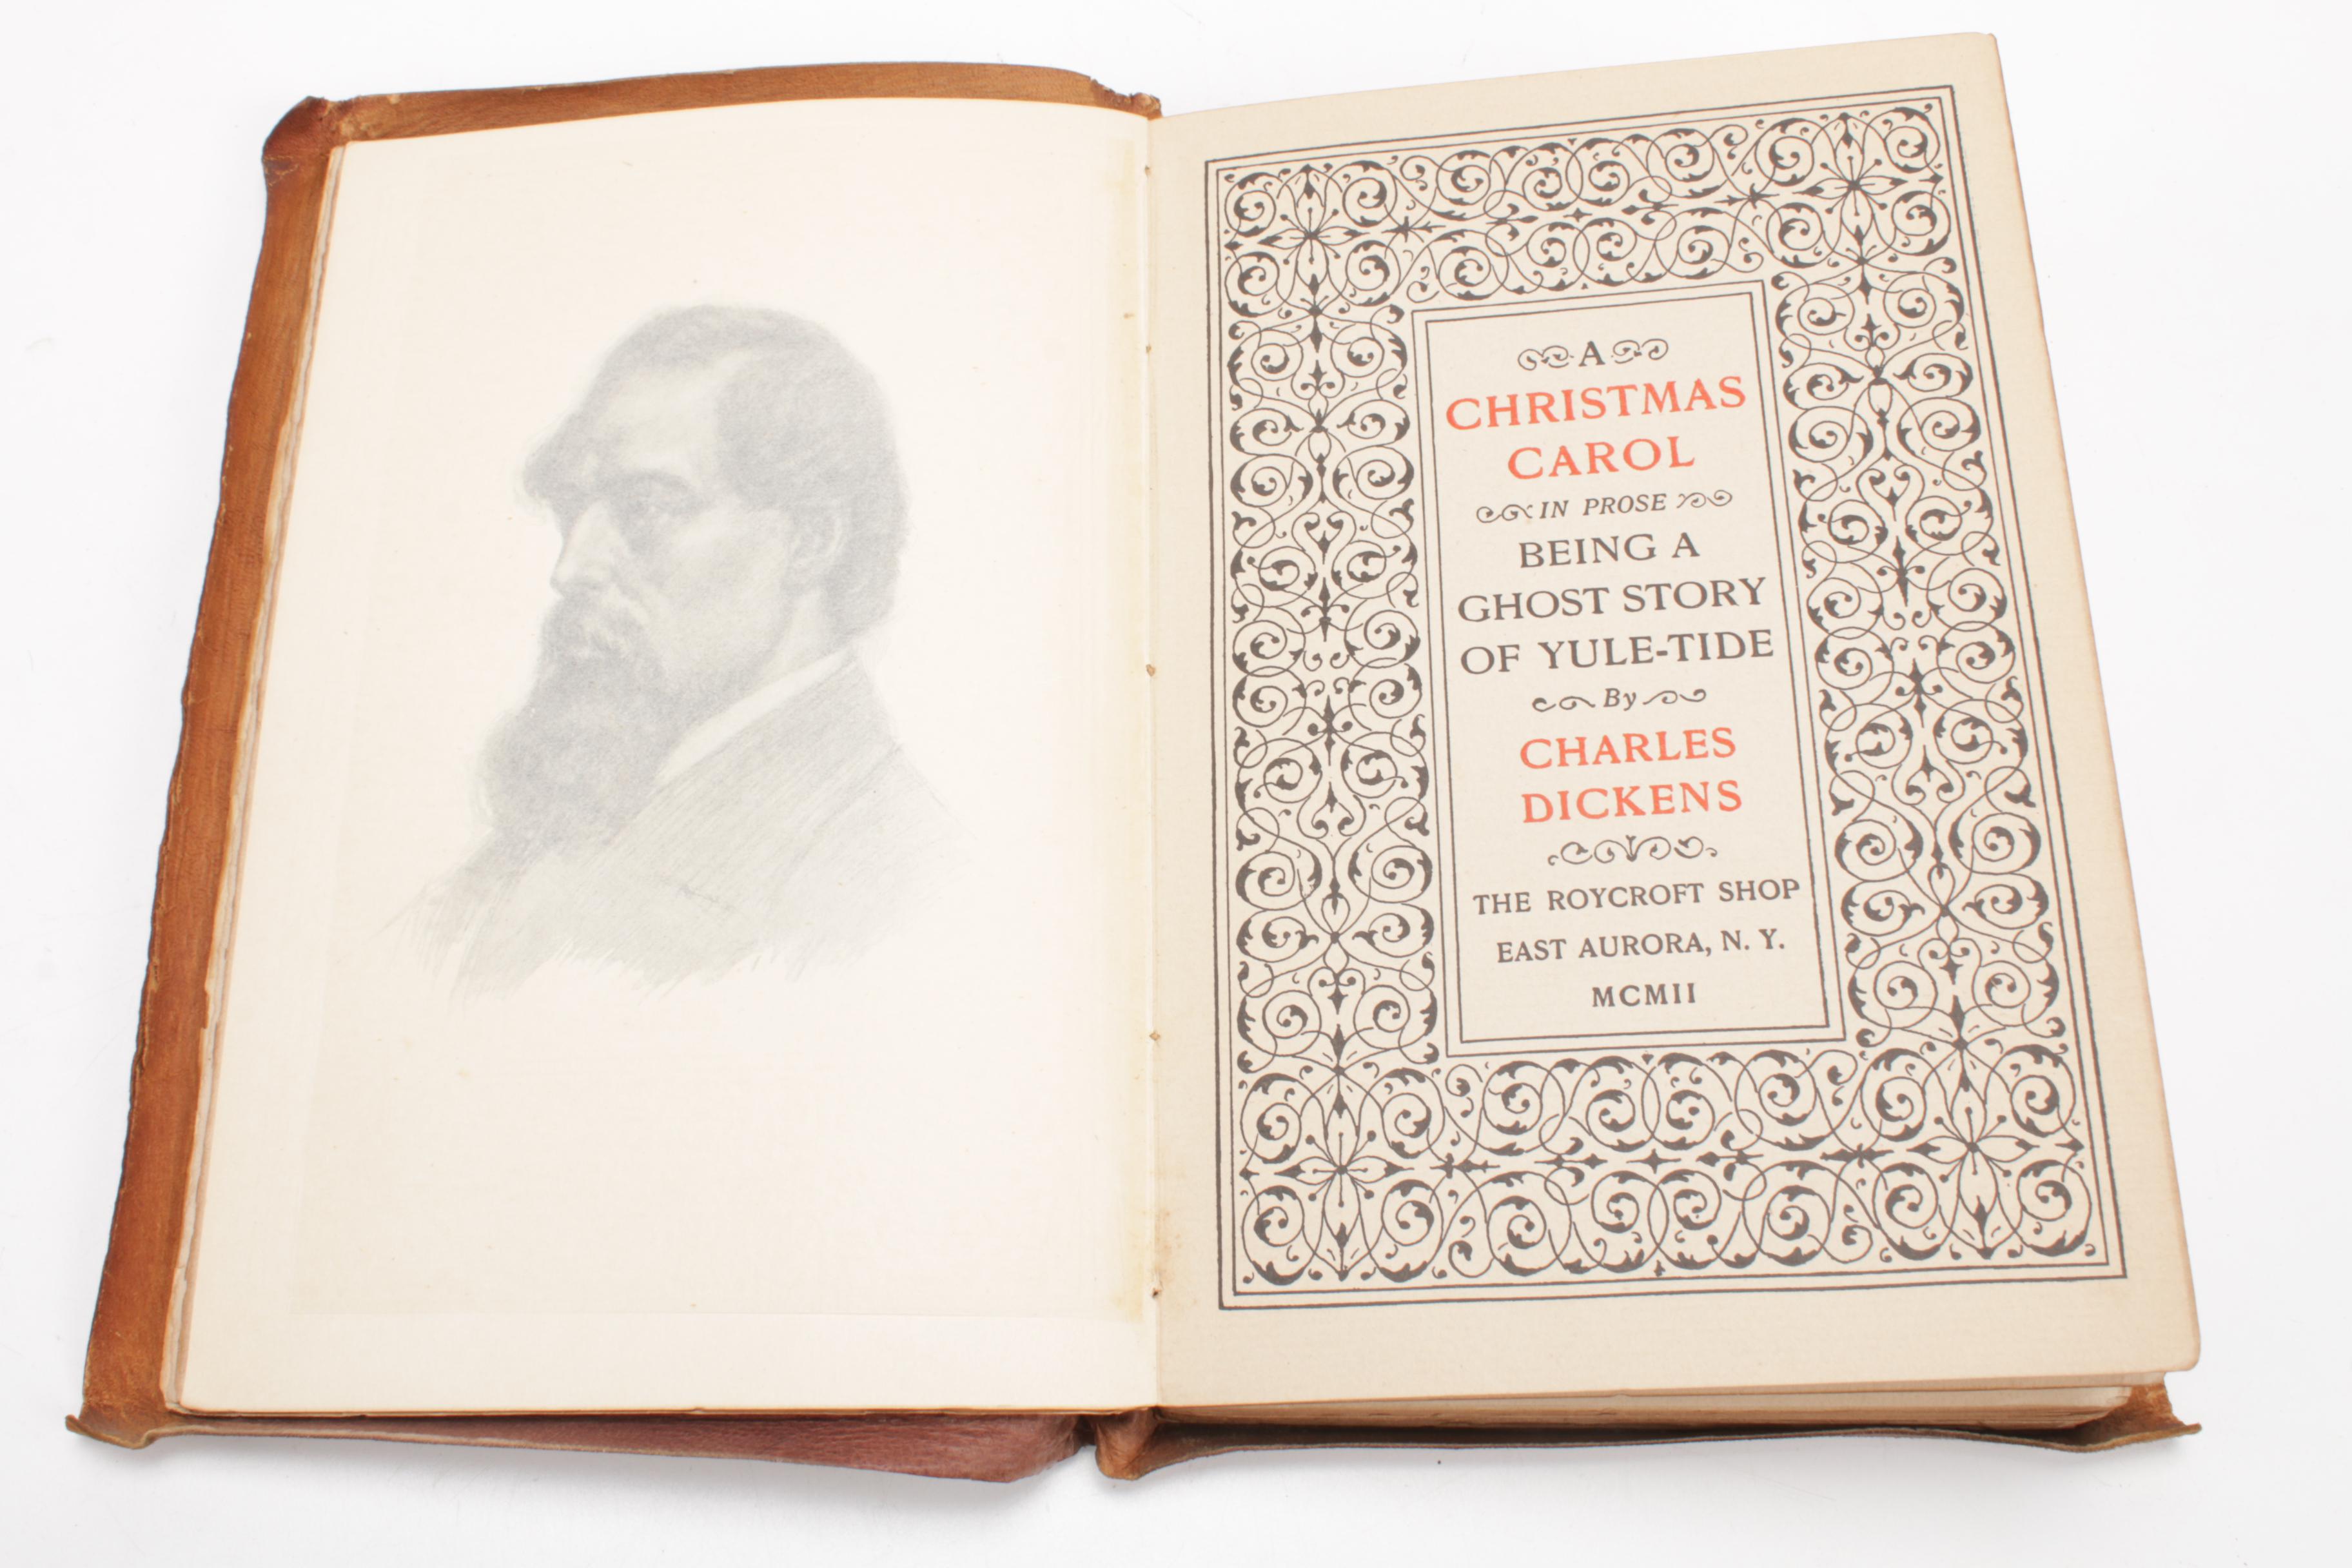 A
CHRISTMAS
CAROL
IN PROSE
BEING A
GHOST STORY
OF YULE-TIDE
By
CHARLES
DICKENS
THE ROYCROFT SHOP
EAST AURORA, N. Y.
MCMII